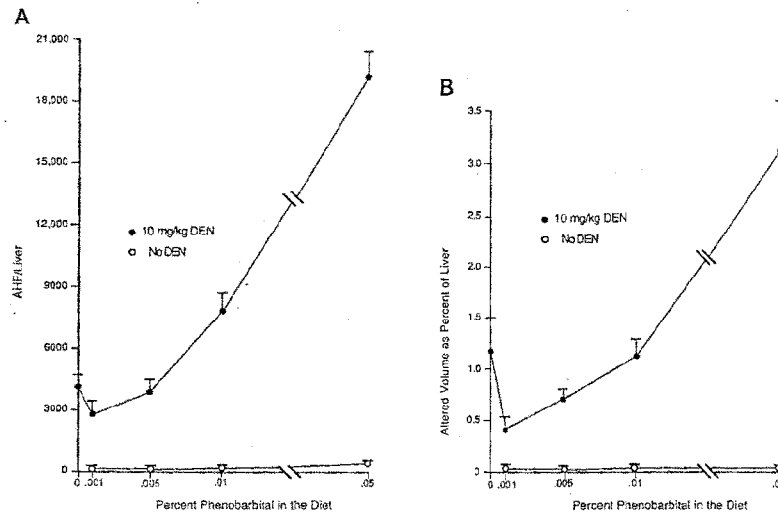 A
21,000
18,000
15,000
12,000
9000
6000
3000
0
AHF/Liver
10 mg/kg DEN
No DEN
0 .001 .005 .01 .05
Percent Phenobarbital in the Diet
B
3.5
3.0
2.5
2.0
1.5
1.0
0.5
0
Altered Volume as Percent of Liver
10 mg/kg DEN
No DEN
0 .001 .005 .01
Percent Phenobarbital in the Diet